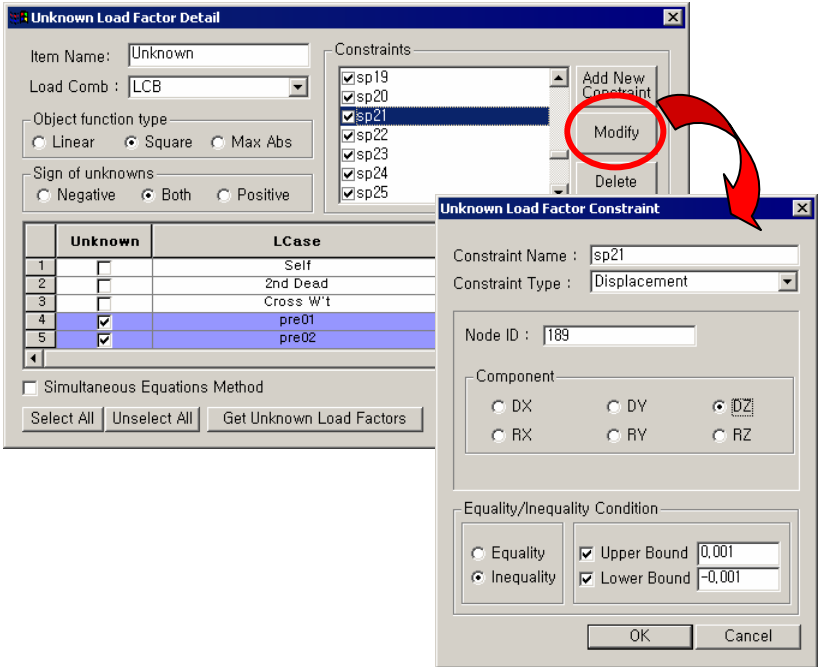 Unknown Load Factor Detail
Item Name: Unknown
Load Comb : LCB
Object function type
Linear Square Max Abs
Sign of unknowns
Negative Both Positive
Constraints
sp19
sp20
sp21
sp22
sp23
sp24
sp25
Add New
Constraint
Modify
Delete
Unknown LCase
1 Self
2 2nd Dead
3 Cross W't
4 pre01
5 pre02
Simultaneous Equations Method
Select All Unselect All Get Unknown Load Factors
Unknown Load Factor Constraint
Constraint Name : sp21
Constraint Type : Displacement
Node ID : 189
Component
DX DY DZ
RX RY RZ
Equality/Inequality Condition
Equality
Inequality
Upper Bound 0,001
Lower Bound -0,001
OK Cancel